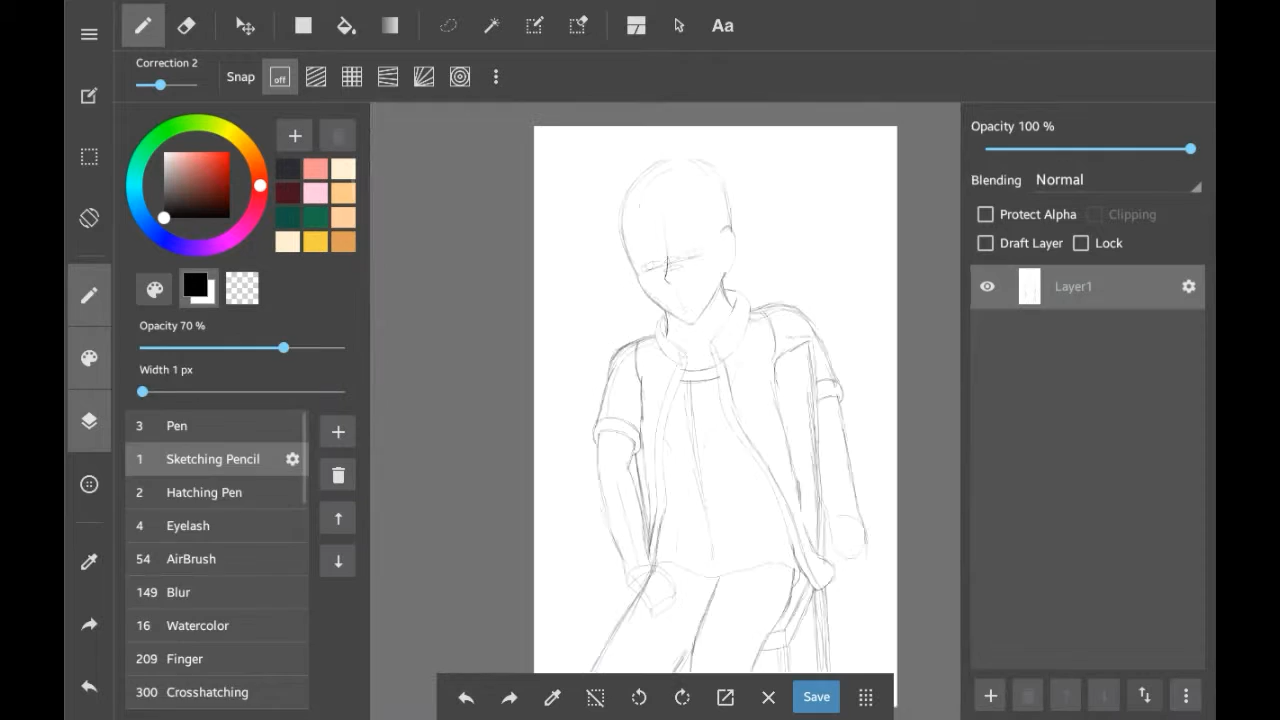 Aa
Correction 2
Snap
off
Opacity 100 %
Blending Normal
Protect Alpha
Clipping
Draft Layer
Lock
Layer1
Opacity 70 %
Width 1 px
3 Pen
1 Sketching Pencil
2 Hatching Pen
4 Eyelash
54 AirBrush
149 Blur
16 Watercolor
209 Finger
300 Crosshatching
Save